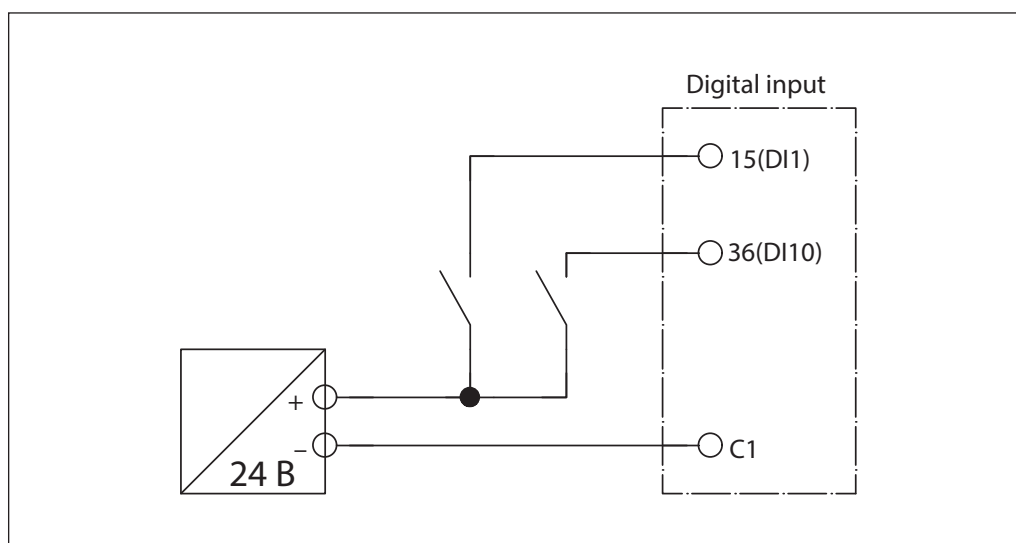 Digital input
15(DI1)
36(DI10)
+
–
24 В
C1